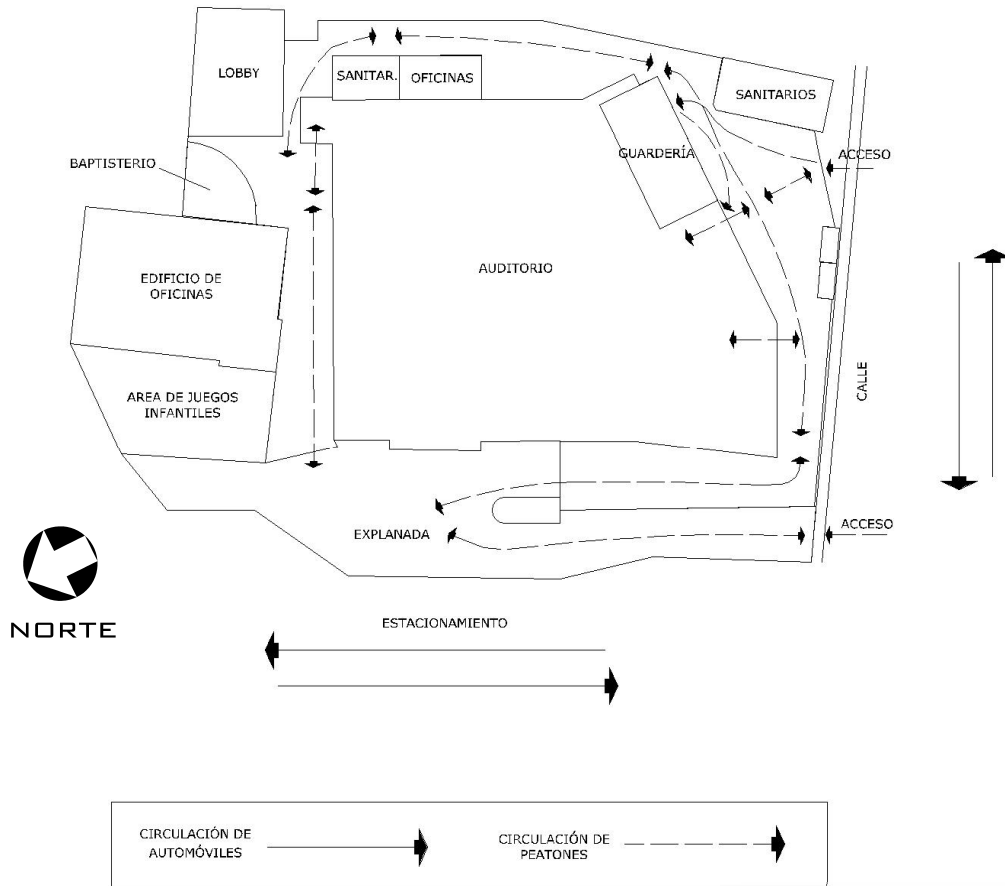 LOBBY
SANITAR.
OFICINAS
SANITARIOS
BAPTISTERIO
GUARDERÍA
ACCESO
EDIFICIO DE
OFICINAS
AUDITORIO
CALLE
AREA DE JUEGOS
INFANTILES
EXPLANADA
ACCESO
NORTE
ESTACIONAMIENTO
CIRCULACIÓN DE
AUTOMÓVILES
CIRCULACIÓN DE
PEATONES